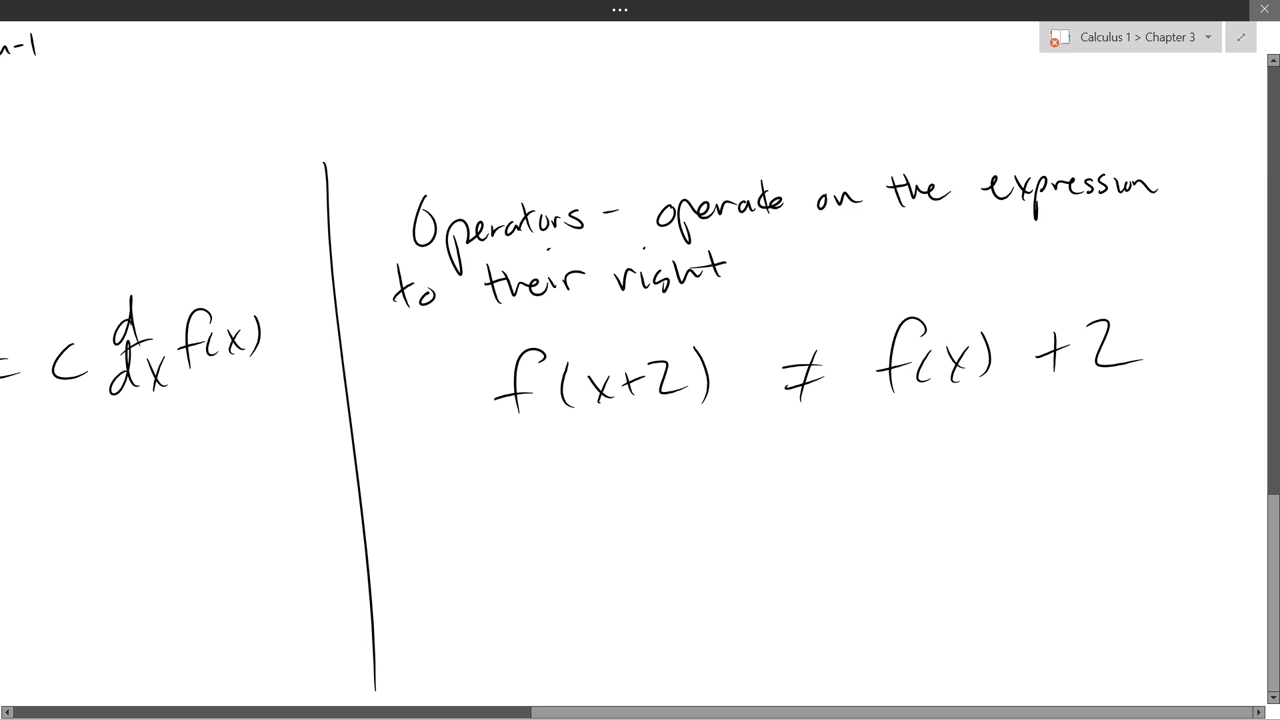 n-1
Calculus 1 > Chapter 3
Operators - operate on the expression
to their right
= c d/dx f(x)
f(x+2) ≠ f(x) + 2